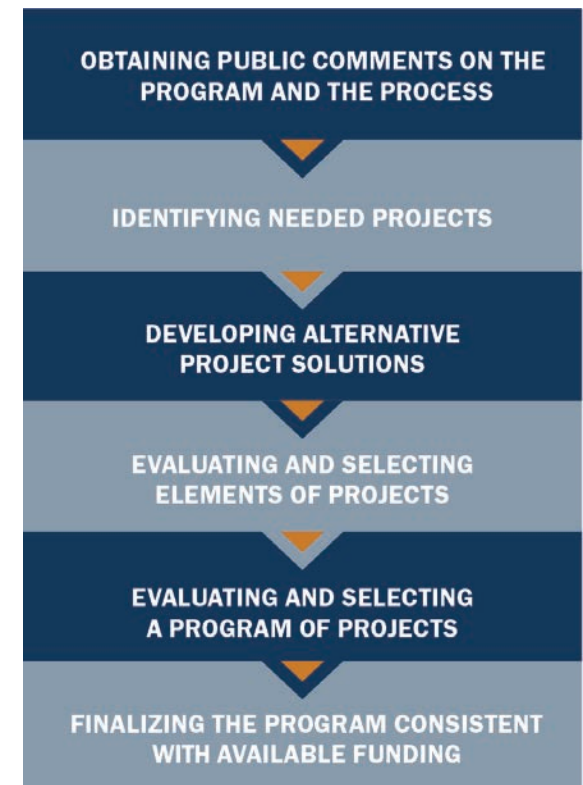 OBTAINING PUBLIC COMMENTS ON THE
PROGRAM AND THE PROCESS
IDENTIFYING NEEDED PROJECTS
DEVELOPING ALTERNATIVE
PROJECT SOLUTIONS
EVALUATING AND SELECTING
ELEMENTS OF PROJECTS
EVALUATING AND SELECTING
A PROGRAM OF PROJECTS
FINALIZING THE PROGRAM CONSISTENT
WITH AVAILABLE FUNDING